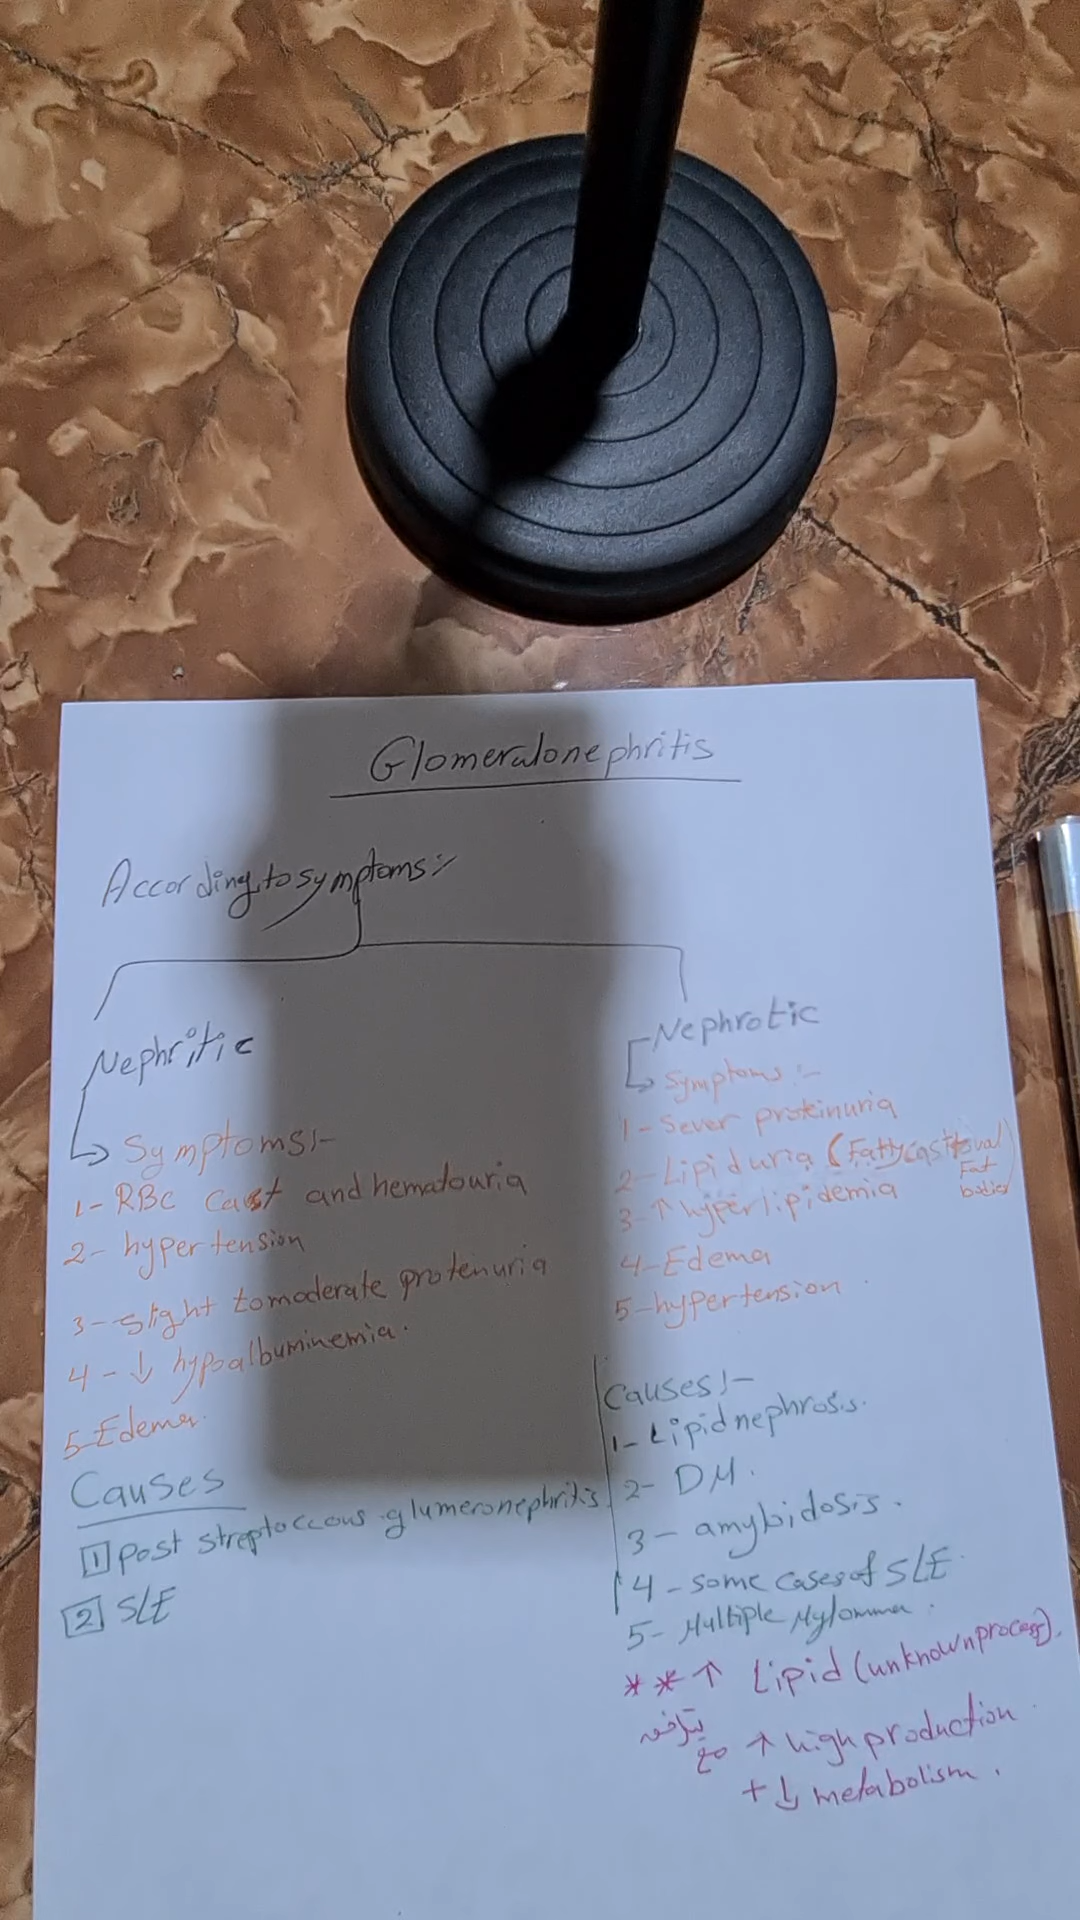 Glomeralonephritis
According to symptoms:-
Nephritic
Symptoms:-
1- RBC Cast and hematouria
2- hypertension
3- slight to moderate protenuria
4- ↓ hypoalbuminemia.
5- Edema.
Causes
1 post streptoccous glumeronephritis
2 SLE
Nephrotic
Symptoms:-
1- Sever proteinuria
2- Lipiduria (Fatty cast + oval
Fat
bodies)
3- ↑ hyperlipidemia
4- Edema
5- hypertension.
Causes:-
1- Lipid nephrosis.
2- DM.
3- amyloidosis.
4- some cases of SLE.
5- Multiple Mylomma.
** ↑ Lipid (unknown process).
مع ↑ high production
+ ↓ metabolism.